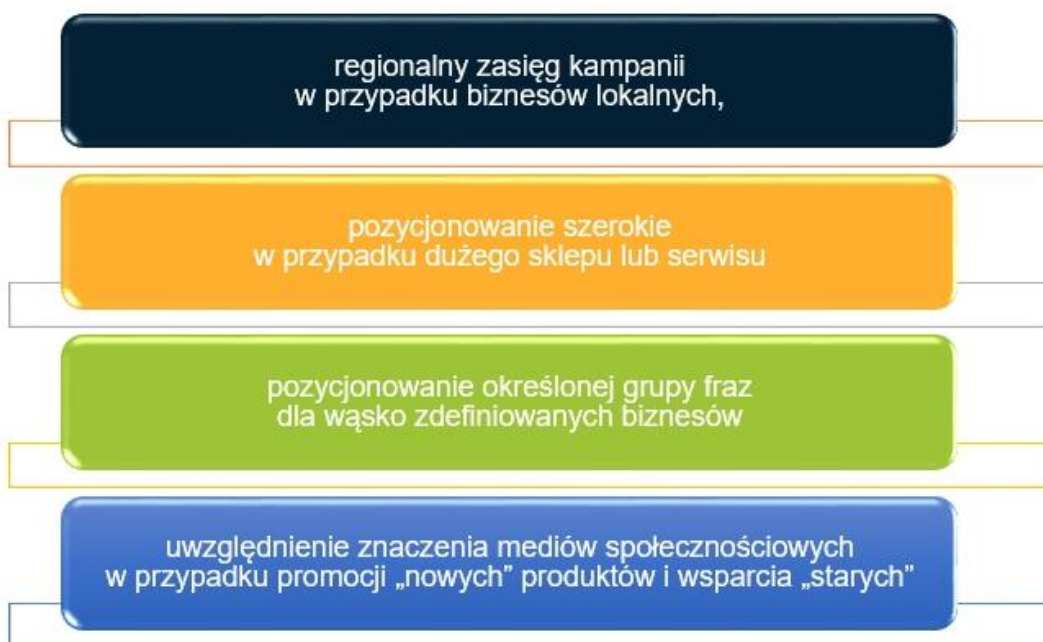 regionalny zasięg kampanii
w przypadku biznesów lokalnych,
pozycjonowanie szerokie
w przypadku dużego sklepu lub serwisu
pozycjonowanie określonej grupy fraz
dla wąsko zdefiniowanych biznesów
uwzględnienie znaczenia mediów społecznościowych
w przypadku promocji „nowych” produktów i wsparcia „starych”